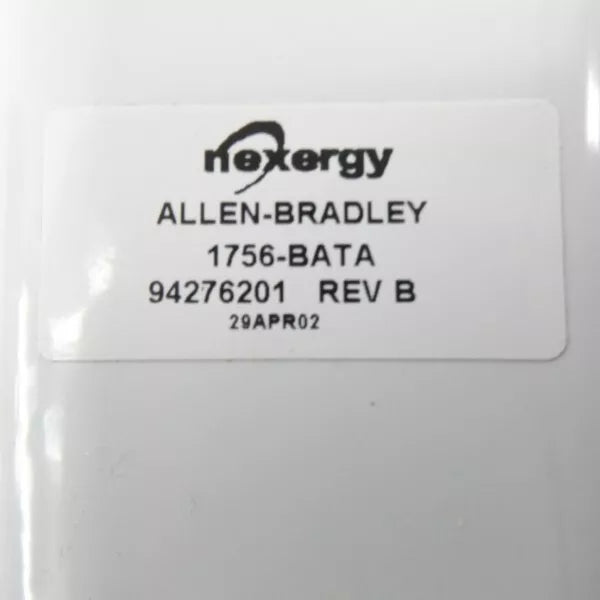 nexergy
ALLEN-BRADLEY
1756-BATA
94276201 REV B
29APR02